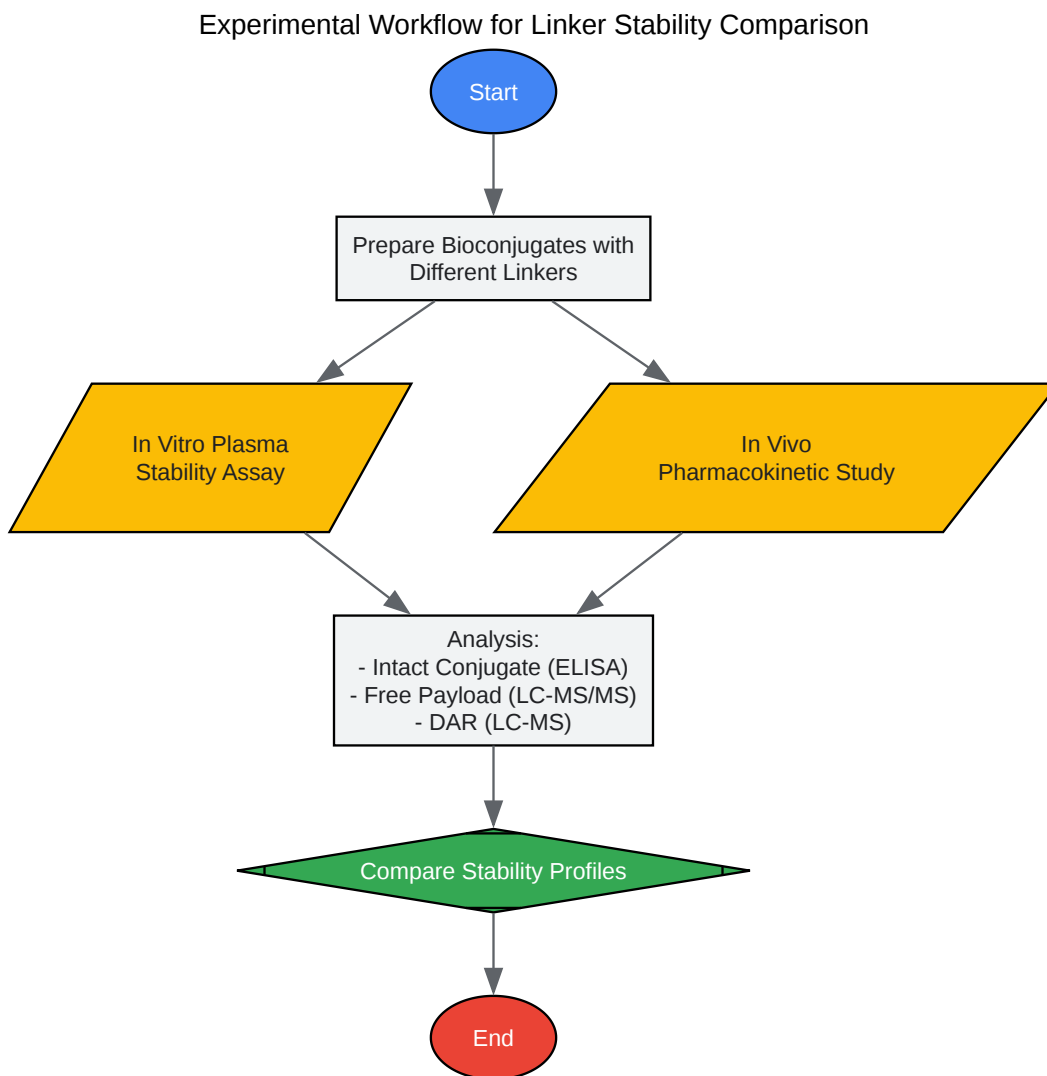 Experimental Workflow for Linker Stability Comparison
Start
Prepare Bioconjugates with
Different Linkers
In Vitro Plasma
Stability Assay
In Vivo
Pharmacokinetic Study
Analysis:
- Intact Conjugate (ELISA)
- Free Payload (LC-MS/MS)
- DAR (LC-MS)
Compare Stability Profiles
End